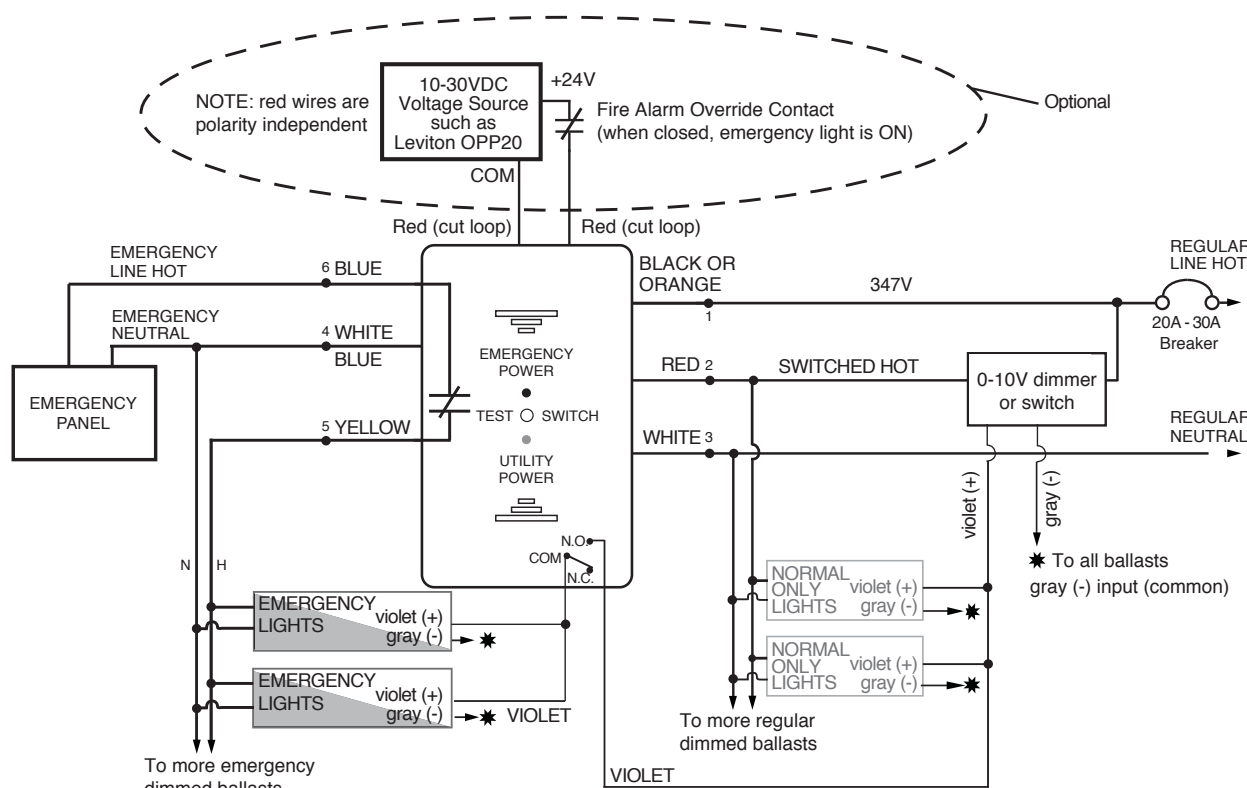 NOTE: red wires are
polarity independent
10-30VDC
Voltage Source
such as
Leviton OPP20
+24V
Fire Alarm Override Contact
(when closed, emergency light is ON)
Optional
COM
Red (cut loop)
Red (cut loop)
EMERGENCY
LINE HOT
6 BLUE
EMERGENCY
NEUTRAL
4 WHITE
BLUE
EMERGENCY
PANEL
5 YELLOW
EMERGENCY
POWER
TEST SWITCH
UTILITY
POWER
N.O.
COM
N.C.
BLACK OR
ORANGE
1
347V
REGULAR
LINE HOT
20A - 30A
Breaker
RED 2
SWITCHED HOT
0-10V dimmer
or switch
WHITE 3
REGULAR
NEUTRAL
violet (+)
gray (-)
To all ballasts
gray (-) input (common)
N
H
EMERGENCY
LIGHTS
violet (+)
gray (-)
EMERGENCY
LIGHTS
violet (+)
gray (-)
VIOLET
To more emergency
dimmed ballasts
NORMAL
ONLY
LIGHTS
violet (+)
gray (-)
NORMAL
ONLY
LIGHTS
violet (+)
gray (-)
To more regular
dimmed ballasts
VIOLET